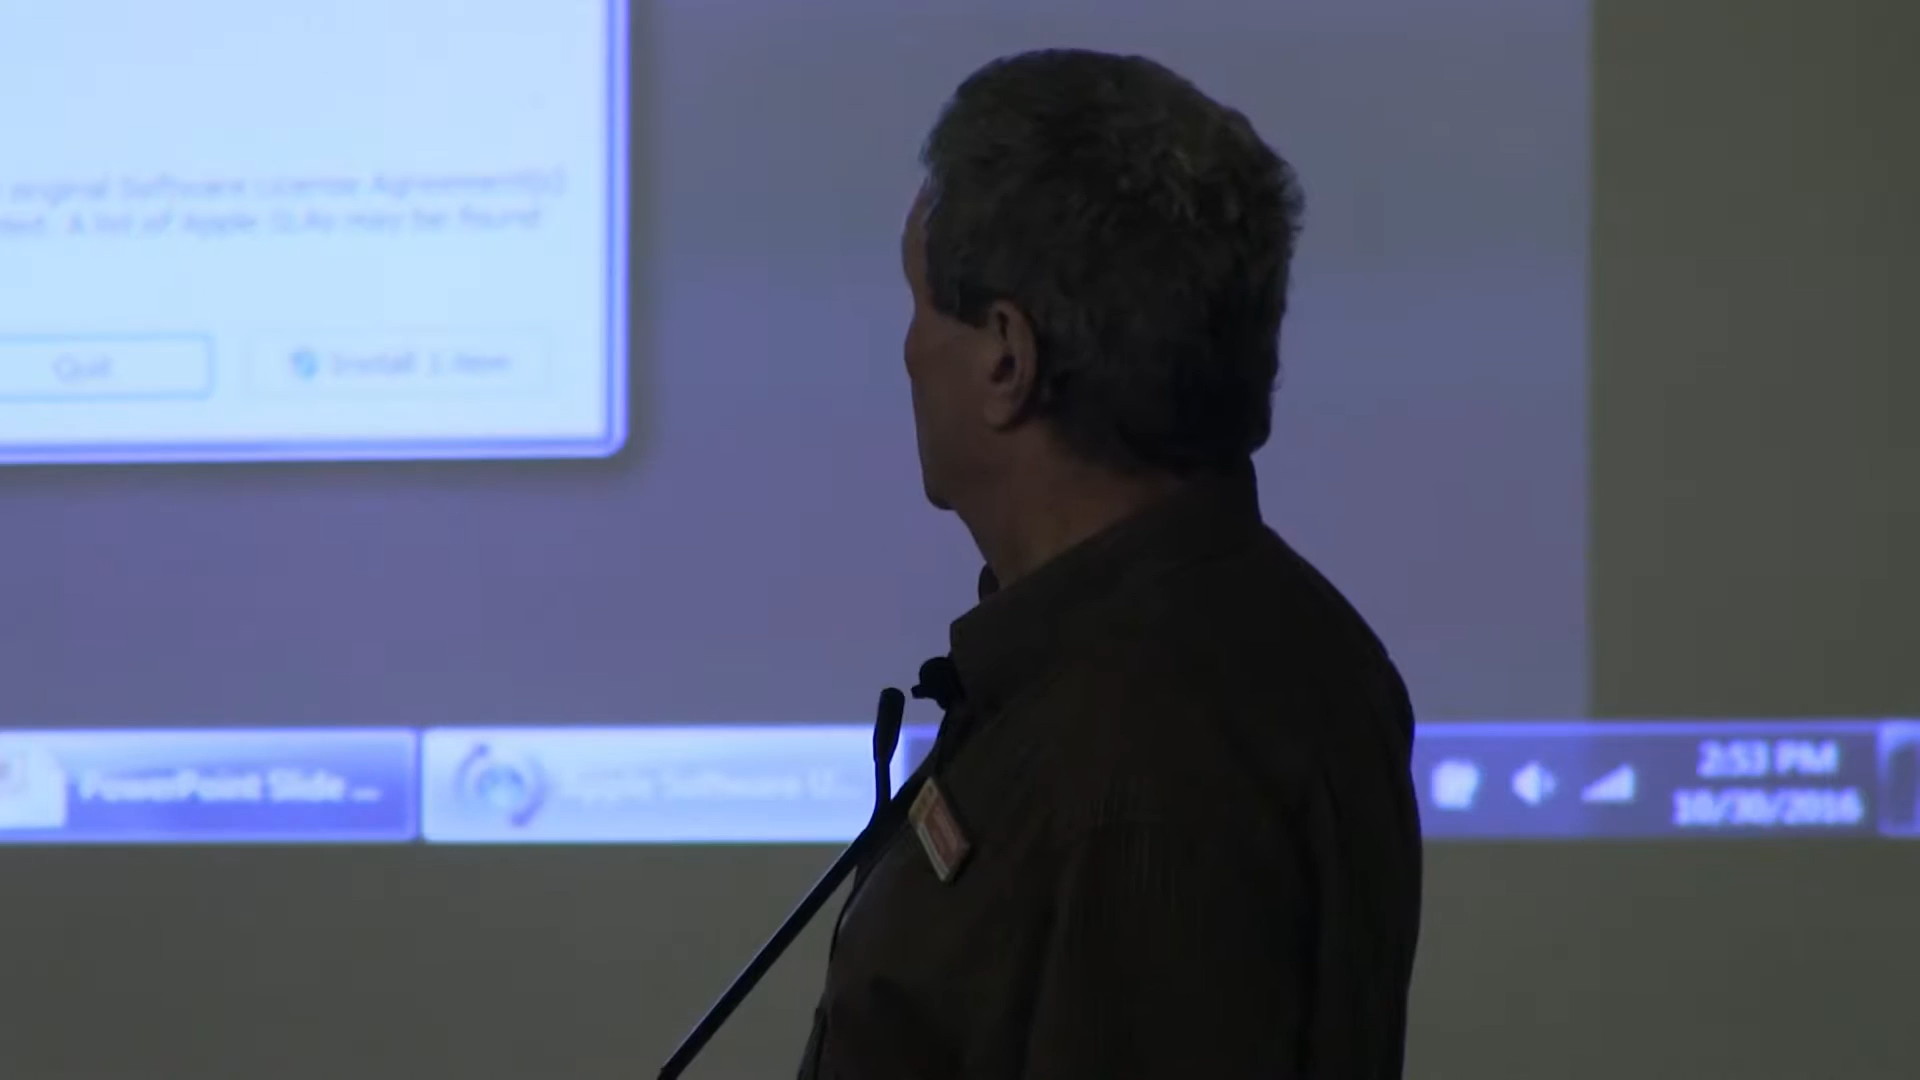 original Software License Agreement(s)
A list of Apple SLAs may be found
Quit
Install 1 item
PowerPoint Slide ...
Apple Software U...
2:53 PM
10/30/2016